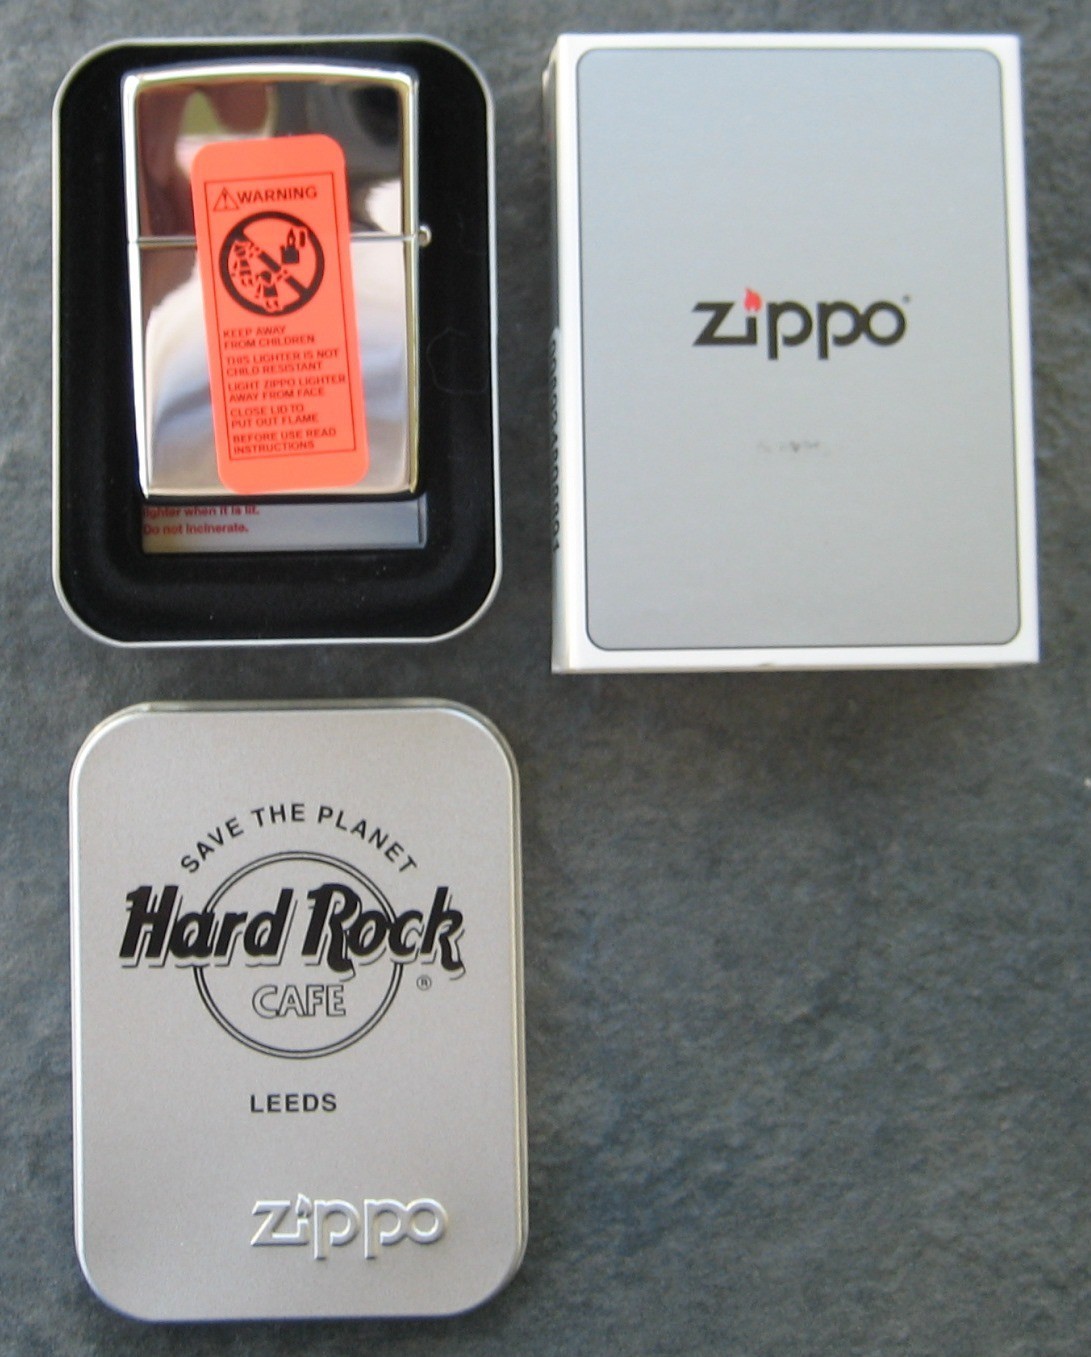 WARNING
KEEP AWAY
FROM CHILDREN
THIS LIGHTER IS NOT
CHILD RESISTANT
LIGHT ZIPPO LIGHTER
AWAY FROM FACE
CLOSE LID TO
PUT OUT FLAME
BEFORE USE READ
INSTRUCTIONS
lighter when it is lit.
Do not incinerate.
zippo®
SAVE THE PLANET
Hard Rock
®
CAFE
LEEDS
zippo